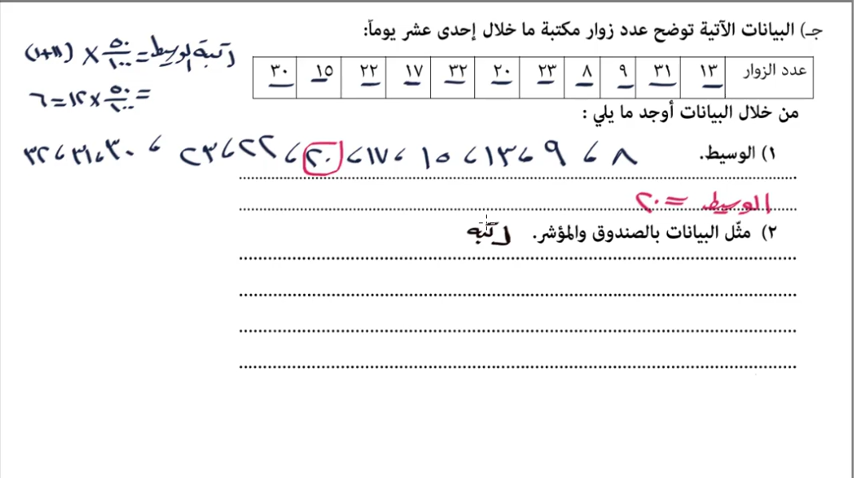 جـ) البيانات الآتية توضح عدد زوار مكتبة ما خلال إحدى عشر يوماً:
عدد الزوار ١٣ ٣١ ٩ ٨ ٢٣ ٢٠ ٣٢ ١٧ ٢٢ ١٥ ٣٠
رتبة الوسيط = ٥٠/١٠٠ × (١١+١)
= ٥٠/١٠٠ × ١٢ = ٦
من خلال البيانات أوجد ما يلي :
١) الوسيط.
٨ ، ٩ ، ١٣ ، ١٥ ، ١٧ ، ٢٠ ، ٢٢ ، ٢٣ ، ٣٠ ، ٣١ ، ٣٢
الوسيط = ٢٠
٢) مثّل البيانات بالصندوق والمؤشر. رتبة